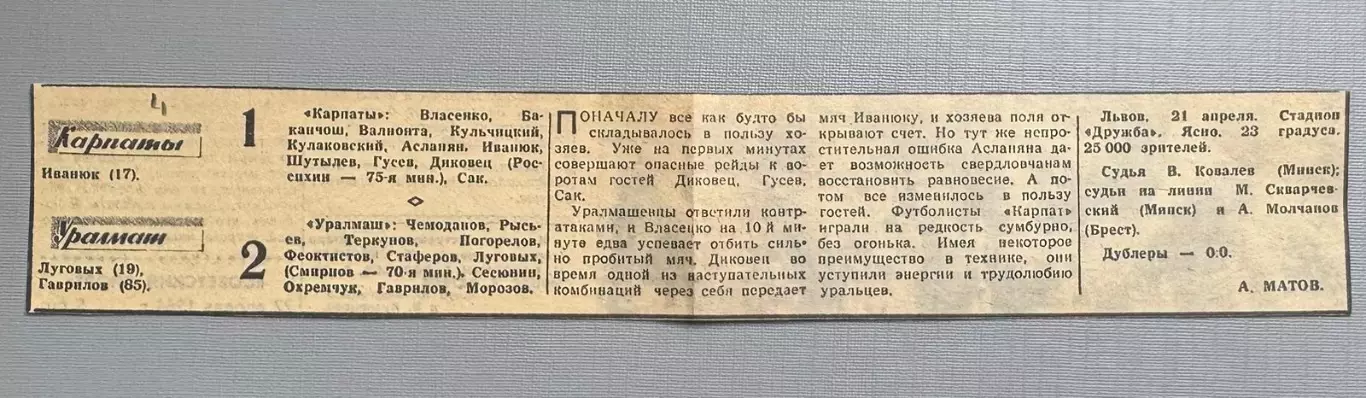 4
Карпаты
1
Иванюк (17).
Уралмаш
2
Луговых (19),
Гаврилов (85).
«Карпаты»: Власенко, Ба-
канчош, Валионта, Кульчицкий,
Кулаковский, Асланян, Иванюк,
Шутылев, Гусев, Диковец (Рос-
сихин — 75-я мин.), Сак.
«Уралмаш»: Чемоданов, Рысь-
ев, Теркунов, Погорелов,
Феоктистов, Стаферов, Луговых,
(Смирнов — 70-я мин.), Сесюнин,
Охремчук, Гаврилов, Морозов.
ПОНАЧАЛУ все как будто бы
складывалось в пользу хо-
зяев. Уже на первых минутах
совершают опасные рейды к во-
ротам гостей Диковец, Гусев,
Сак.
Уралмашевцы ответили контр-
атаками, и Власенко на 10 й ми-
нуте едва успевает отбить силь-
но пробитый мяч. Диковец во
время одной из наступательных
комбинаций через себя передает
мяч Иванюку, и хозяева поля от-
крывают счет. Но тут же непро-
стительная ошибка Асланяна да-
ет возможность свердловчанам
восстановить равновесие. А по-
том все изменилось в пользу
гостей. Футболисты «Карпат»
играли на редкость сумбурно,
без огонька. Имея некоторое
преимущество в технике, они
уступили энергии и трудолюбию
уральцев.
Львов, 21 апреля. Стадион
«Дружба». Ясно. 23 градуса.
25 000 зрителей.
Судья В. Ковалев (Минск);
судьи на линии М. Скварчев-
ский (Минск) и А. Молчанов
(Брест).
Дублеры — 0:0.
А. МАТОВ.